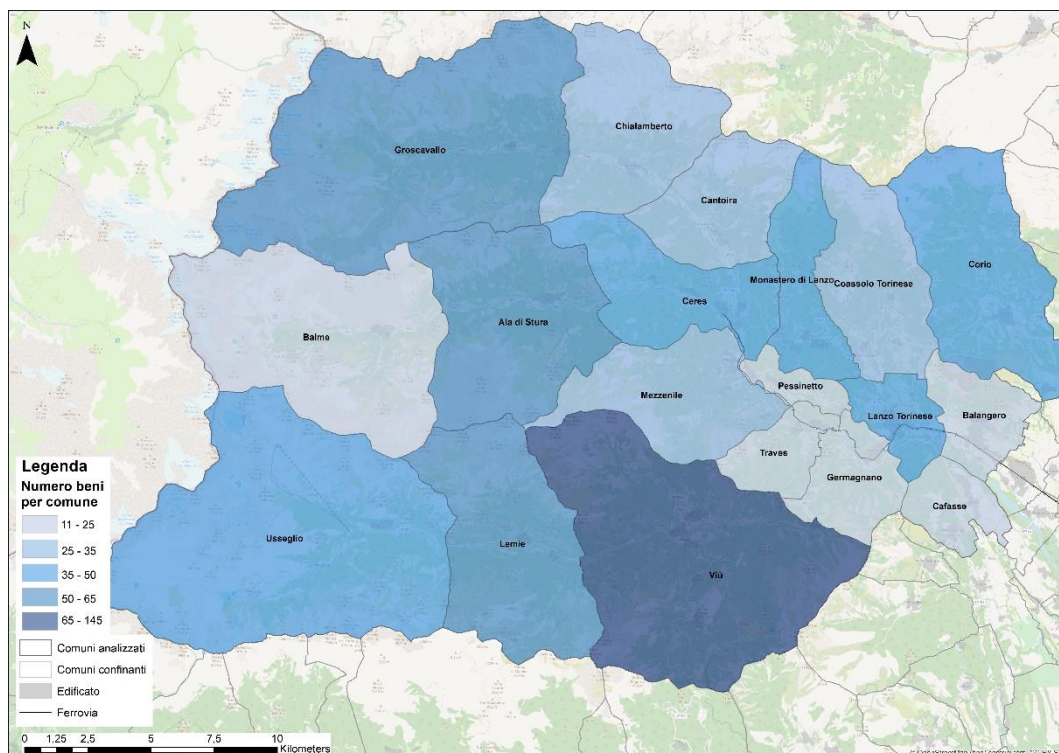 N
Chialamberto
Groscavallo
Cantoira
Corio
Monastero di Lanzo
Coassolo Torinese
Ceres
Ala di Stura
Balme
Pessinetto
Mezzenile
Lanzo Torinese
Balangero
Traves
Germagnano
Cafasse
Usseglio
Lemie
Viù
Legenda
Numero beni
per comune
11 - 25
25 - 35
35 - 50
50 - 65
65 - 145
Comuni analizzati
Comuni confinanti
Edificato
Ferrovia
0 1,25 2,5 5 7,5 10
Kilometers